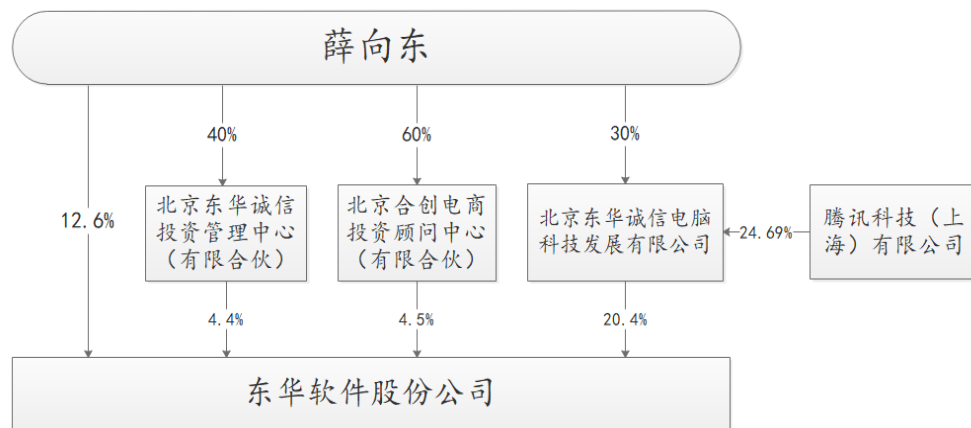 薛向东
40%
60%
30%
12.6%
北京东华诚信
投资管理中心
（有限合伙）
北京合创电商
投资顾问中心
（有限合伙）
北京东华诚信电脑
科技发展有限公司
24.69%
腾讯科技（上
海）有限公司
4.4%
4.5%
20.4%
东华软件股份公司